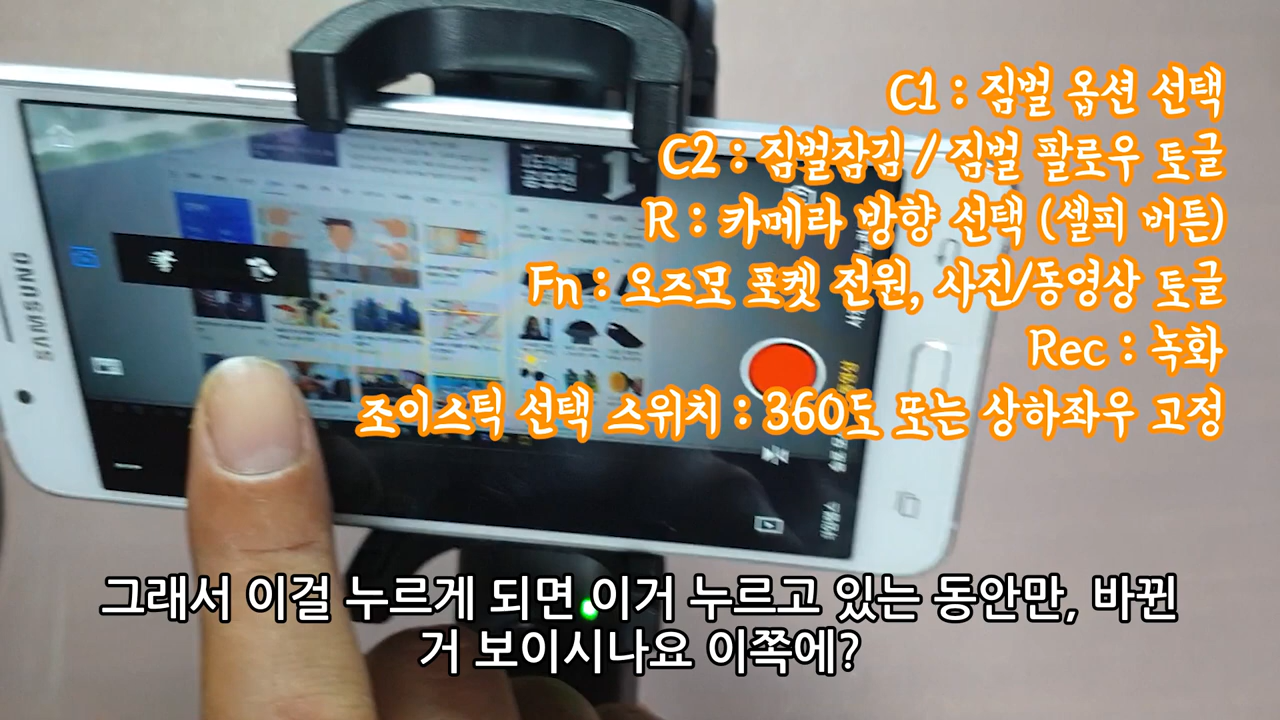 C1 : 짐벌 옵션 선택
C2 : 짐벌잠김 / 짐벌 팔로우 토글
R : 카메라 방향 선택 (셀피 버튼)
Fn : 오즈모 포켓 전원, 사진/동영상 토글
Rec : 녹화
조이스틱 선택 스위치 : 360도 또는 상하좌우 고정
SAMSUNG
그래서 이걸 누르게 되면 이거 누르고 있는 동안만, 바뀐
거 보이시나요 이쪽에?